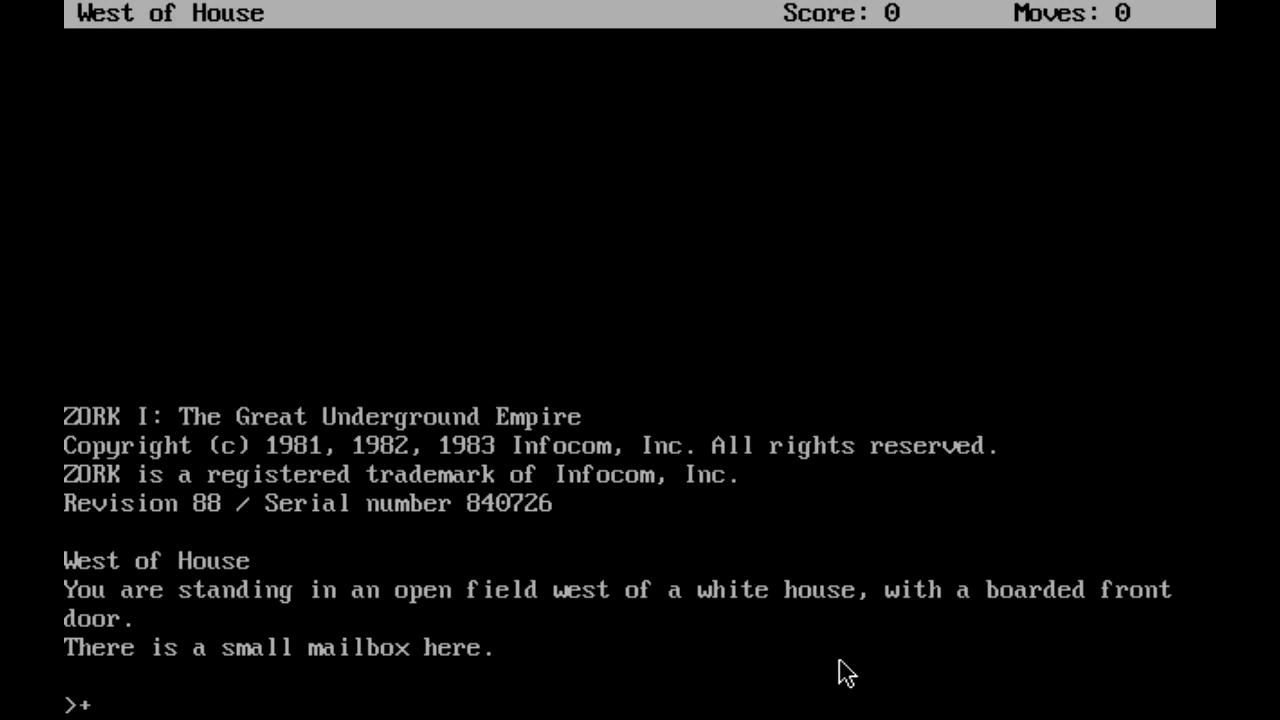 West of House Score: 0 Moves: 0
ZORK I: The Great Underground Empire
Copyright (c) 1981, 1982, 1983 Infocom, Inc. All rights reserved.
ZORK is a registered trademark of Infocom, Inc.
Revision 88 / Serial number 840726
West of House
You are standing in an open field west of a white house, with a boarded front
door.
There is a small mailbox here.
>+